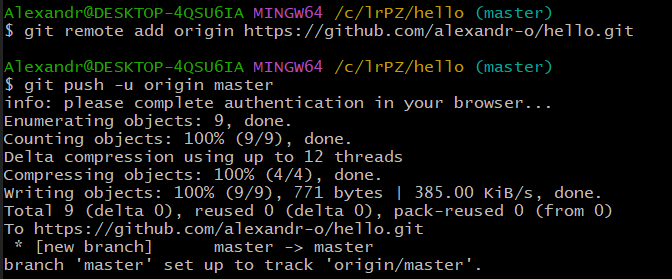 Alexandr@DESKTOP-4QSU6IA MINGW64 /c/lrPZ/hello (master)
$ git remote add origin https://github.com/alexandr-o/hello.git
Alexandr@DESKTOP-4QSU6IA MINGW64 /c/lrPZ/hello (master)
$ git push -u origin master
info: please complete authentication in your browser...
Enumerating objects: 9, done.
Counting objects: 100% (9/9), done.
Delta compression using up to 12 threads
Compressing objects: 100% (4/4), done.
Writing objects: 100% (9/9), 771 bytes | 385.00 KiB/s, done.
Total 9 (delta 0), reused 0 (delta 0), pack-reused 0 (from 0)
To https://github.com/alexandr-o/hello.git
 * [new branch]      master -> master
branch 'master' set up to track 'origin/master'.